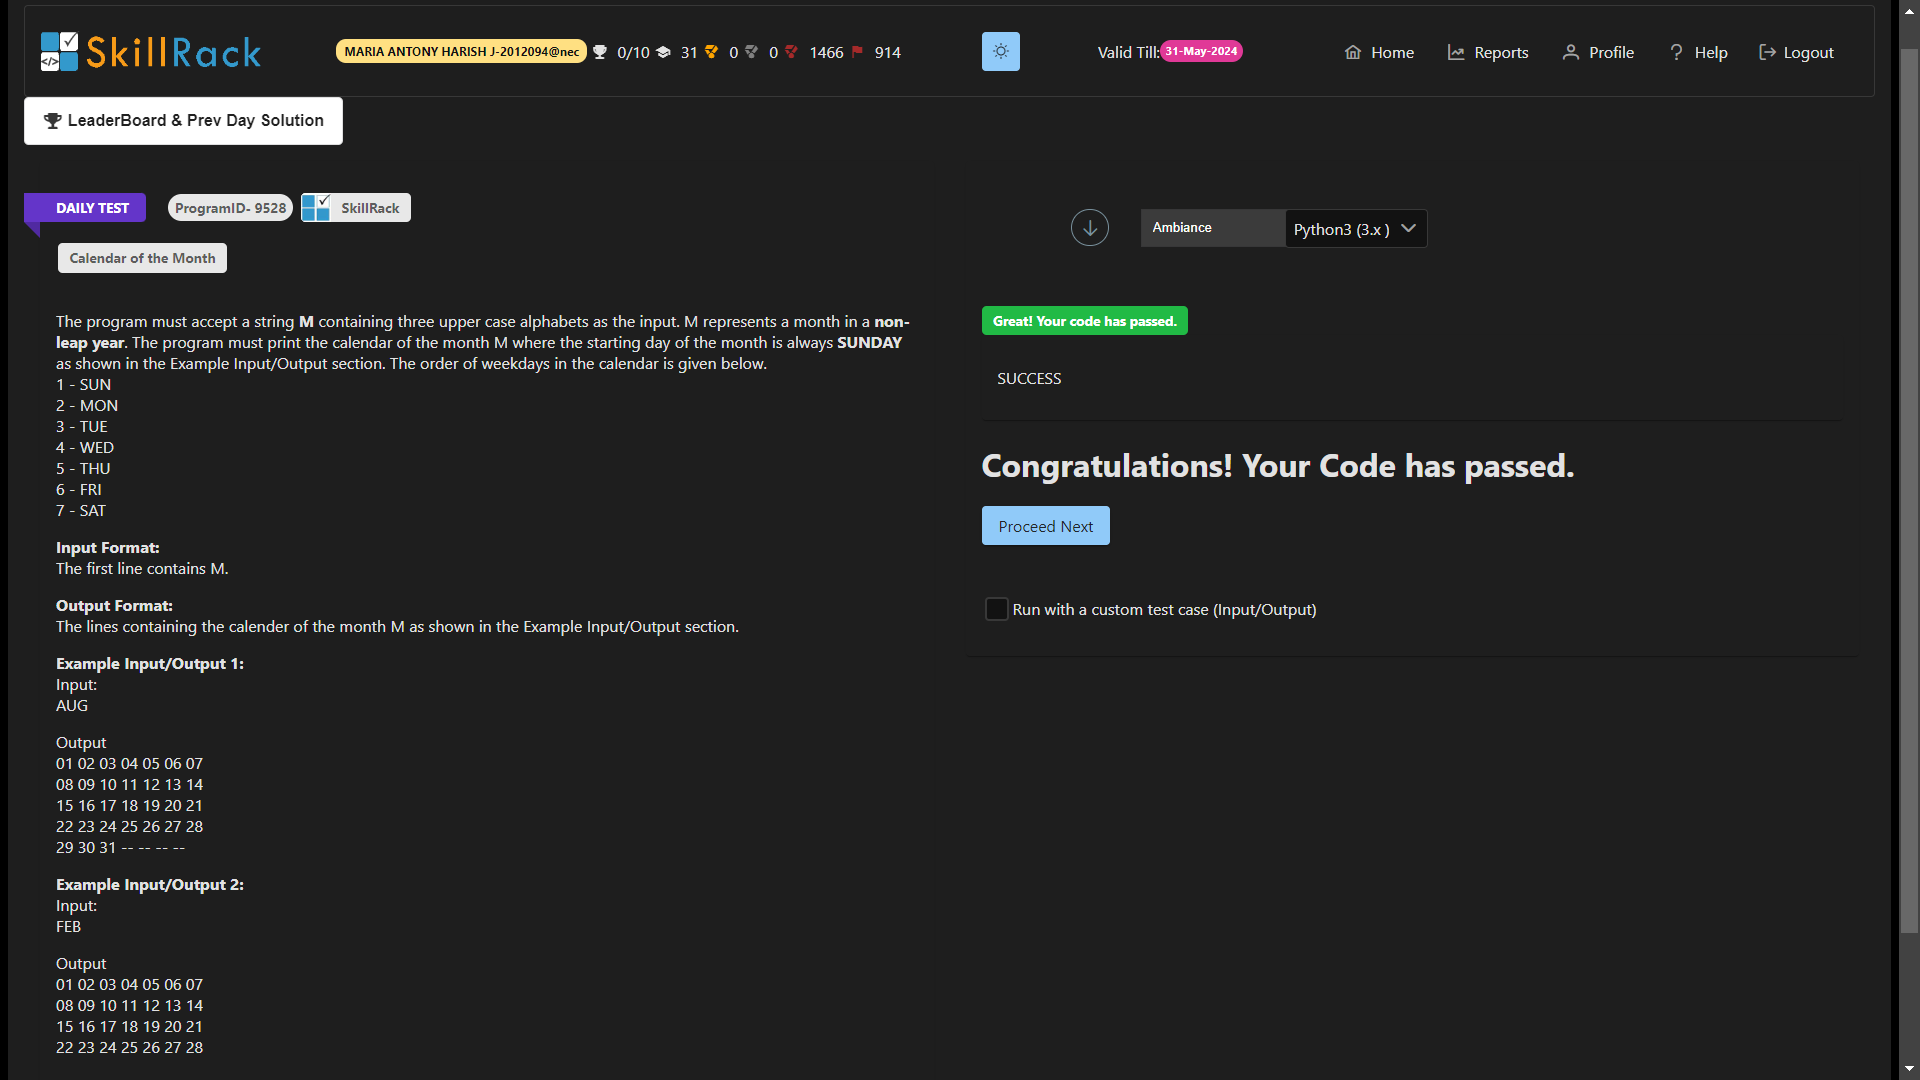 SkillRack MARIA ANTONY HARISH J-2012094@nec 0/10 31 0 0 1466 914 Valid Till: 31-May-2024 Home Reports Profile ? Help Logout
LeaderBoard & Prev Day Solution
DAILY TEST ProgramID- 9528 SkillRack
Calendar of the Month
The program must accept a string M containing three upper case alphabets as the input. M represents a month in a non-
leap year. The program must print the calendar of the month M where the starting day of the month is always SUNDAY
as shown in the Example Input/Output section. The order of weekdays in the calendar is given below.
1 - SUN
2 - MON
3 - TUE
4 - WED
5 - THU
6 - FRI
7 - SAT
Input Format:
The first line contains M.
Output Format:
The lines containing the calender of the month M as shown in the Example Input/Output section.
Example Input/Output 1:
Input:
AUG
Output
01 02 03 04 05 06 07
08 09 10 11 12 13 14
15 16 17 18 19 20 21
22 23 24 25 26 27 28
29 30 31 -- -- -- --
Example Input/Output 2:
Input:
FEB
Output
01 02 03 04 05 06 07
08 09 10 11 12 13 14
15 16 17 18 19 20 21
22 23 24 25 26 27 28
Ambiance Python3 (3.x )
Great! Your code has passed.
SUCCESS
Congratulations! Your Code has passed.
Proceed Next
Run with a custom test case (Input/Output)